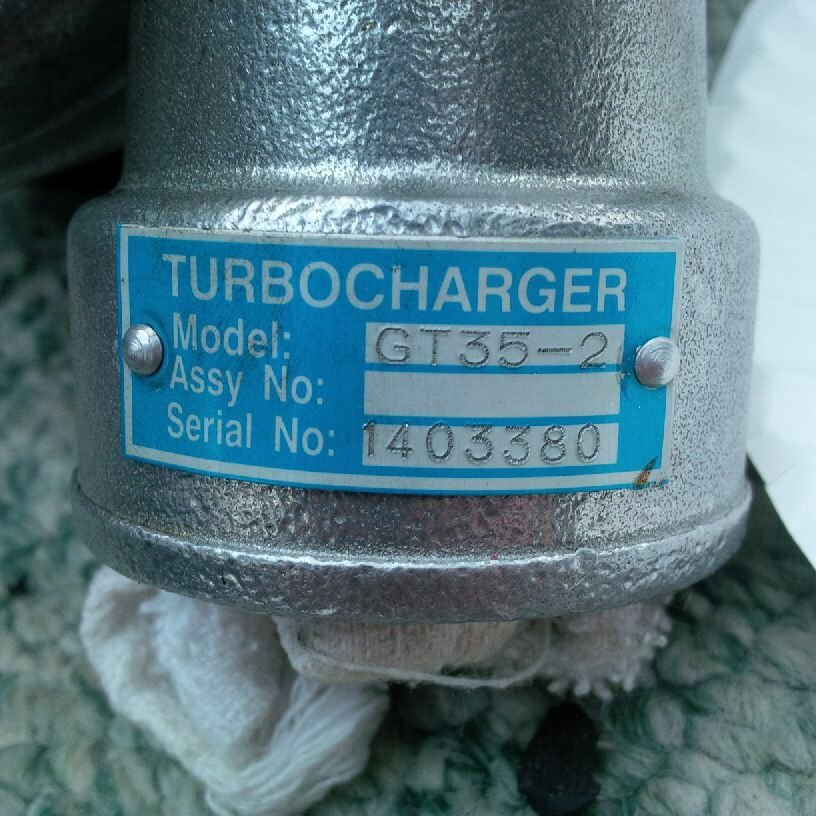 TURBOCHARGER
Model: GT35-2
Assy No:
Serial No: 1403380